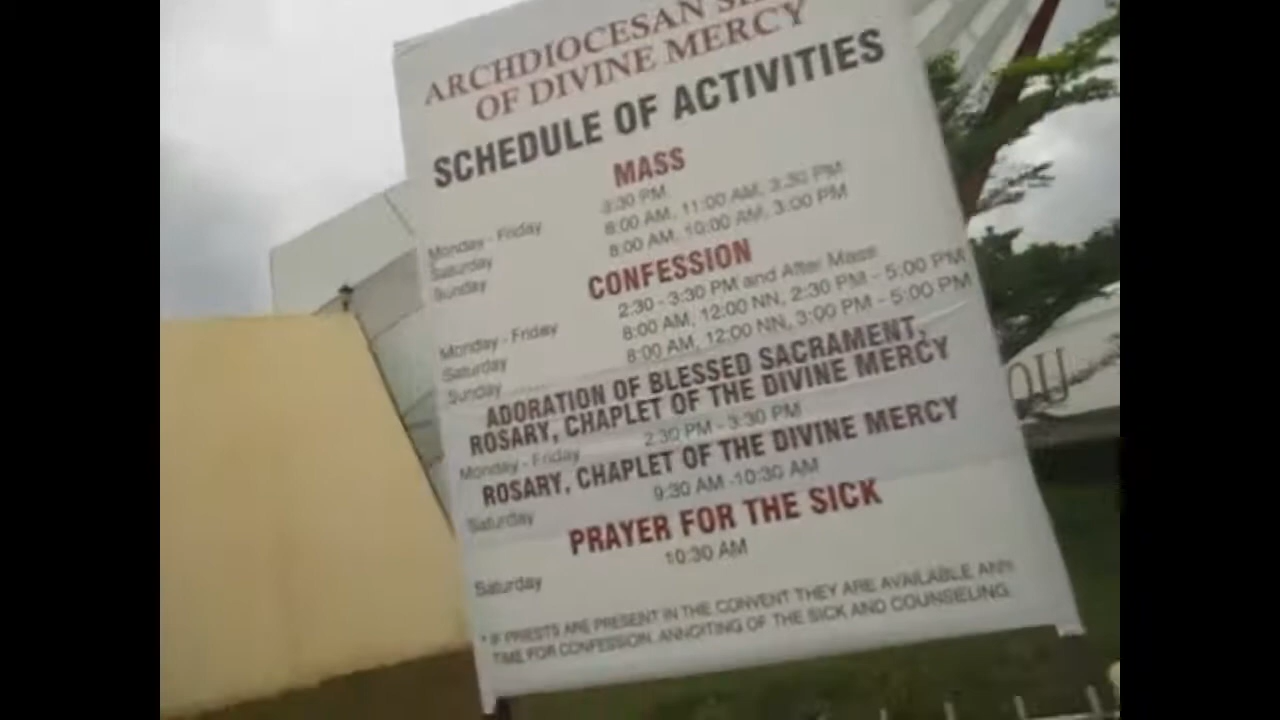 ARCHDIOCESAN
OF DIVINE MERCY
SCHEDULE OF ACTIVITIES
MASS
Monday - Friday 3:30 PM
Saturday 8:00 AM, 11:00 AM, 3:30 PM
Sunday 8:00 AM, 10:00 AM, 3:00 PM
CONFESSION
Monday - Friday 2:30 - 3:30 PM and After Mass
Saturday 8:00 AM, 12:00 NN, 2:30 PM - 5:00 PM
Sunday 8:00 AM, 12:00 NN, 3:00 PM - 5:00 PM
ADORATION OF BLESSED SACRAMENT,
ROSARY, CHAPLET OF THE DIVINE MERCY
Monday - Friday 2:30 PM - 3:30 PM
ROSARY, CHAPLET OF THE DIVINE MERCY
Saturday 9:30 AM -10:30 AM
PRAYER FOR THE SICK
Saturday 10:30 AM
* IF PRIESTS ARE PRESENT IN THE CONVENT THEY ARE AVAILABLE ANY
TIME FOR CONFESSION, ANNOITING OF THE SICK AND COUNSELING.
OU